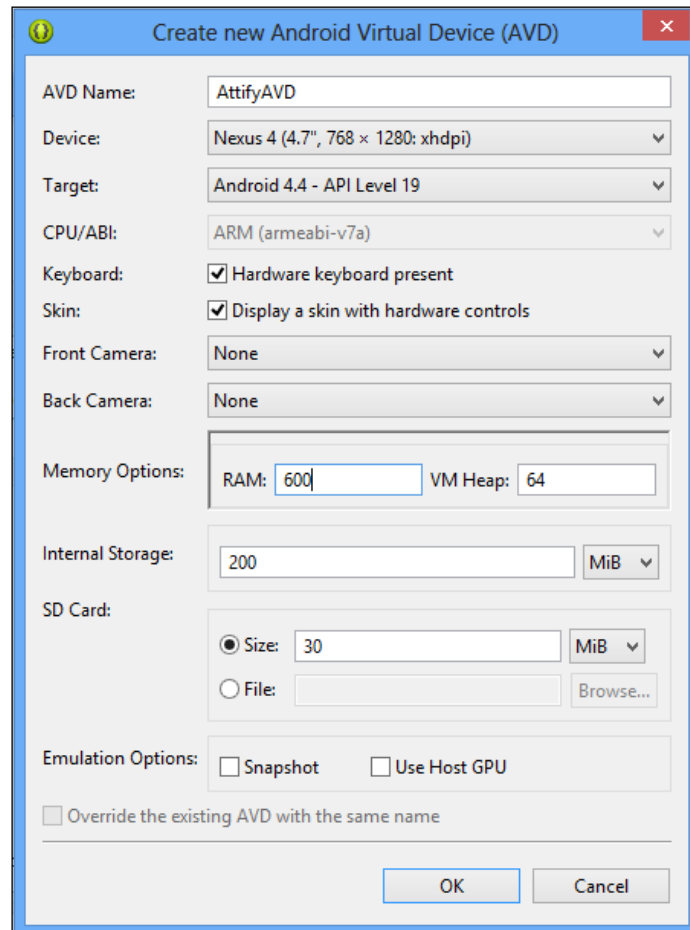 Create new Android Virtual Device (AVD)
AVD Name: AttifyAVD
Device: Nexus 4 (4.7", 768 × 1280: xhdpi)
Target: Android 4.4 - API Level 19
CPU/ABI: ARM (armeabi-v7a)
Keyboard: Hardware keyboard present
Skin: Display a skin with hardware controls
Front Camera: None
Back Camera: None
Memory Options: RAM: 600 VM Heap: 64
Internal Storage: 200 MiB
SD Card:
Size: 30 MiB
File: Browse...
Emulation Options: Snapshot Use Host GPU
Override the existing AVD with the same name
OK Cancel